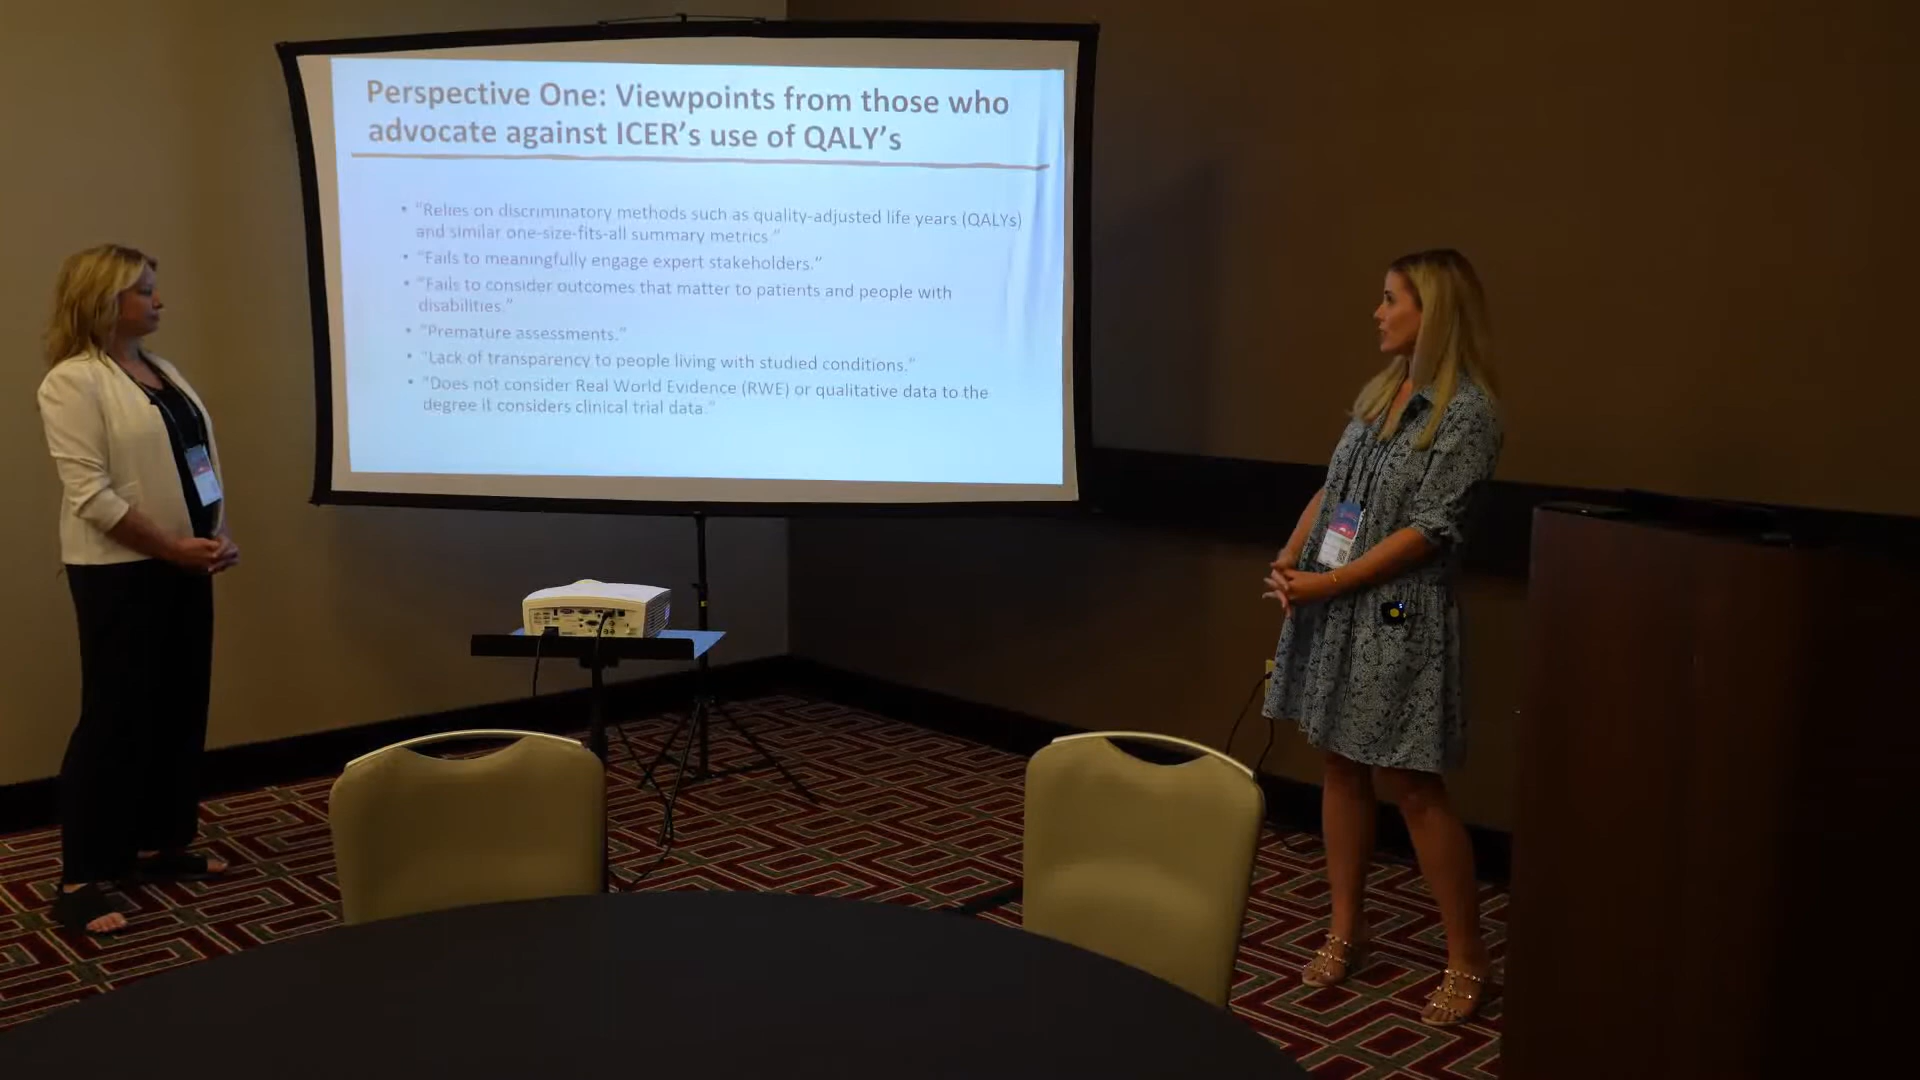 Perspective One: Viewpoints from those who
advocate against ICER's use of QALY's
• "Relies on discriminatory methods such as quality-adjusted life years (QALYs)
and similar one-size-fits-all summary metrics."
• "Fails to meaningfully engage expert stakeholders."
• "Fails to consider outcomes that matter to patients and people with
disabilities."
• "Premature assessments."
• "Lack of transparency to people living with studied conditions."
• "Does not consider Real World Evidence (RWE) or qualitative data to the
degree it considers clinical trial data."